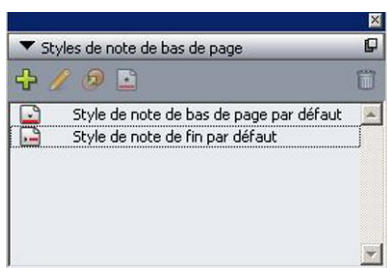 Styles de note de bas de page
Style de note de bas de page par défaut
Style de note de fin par défaut